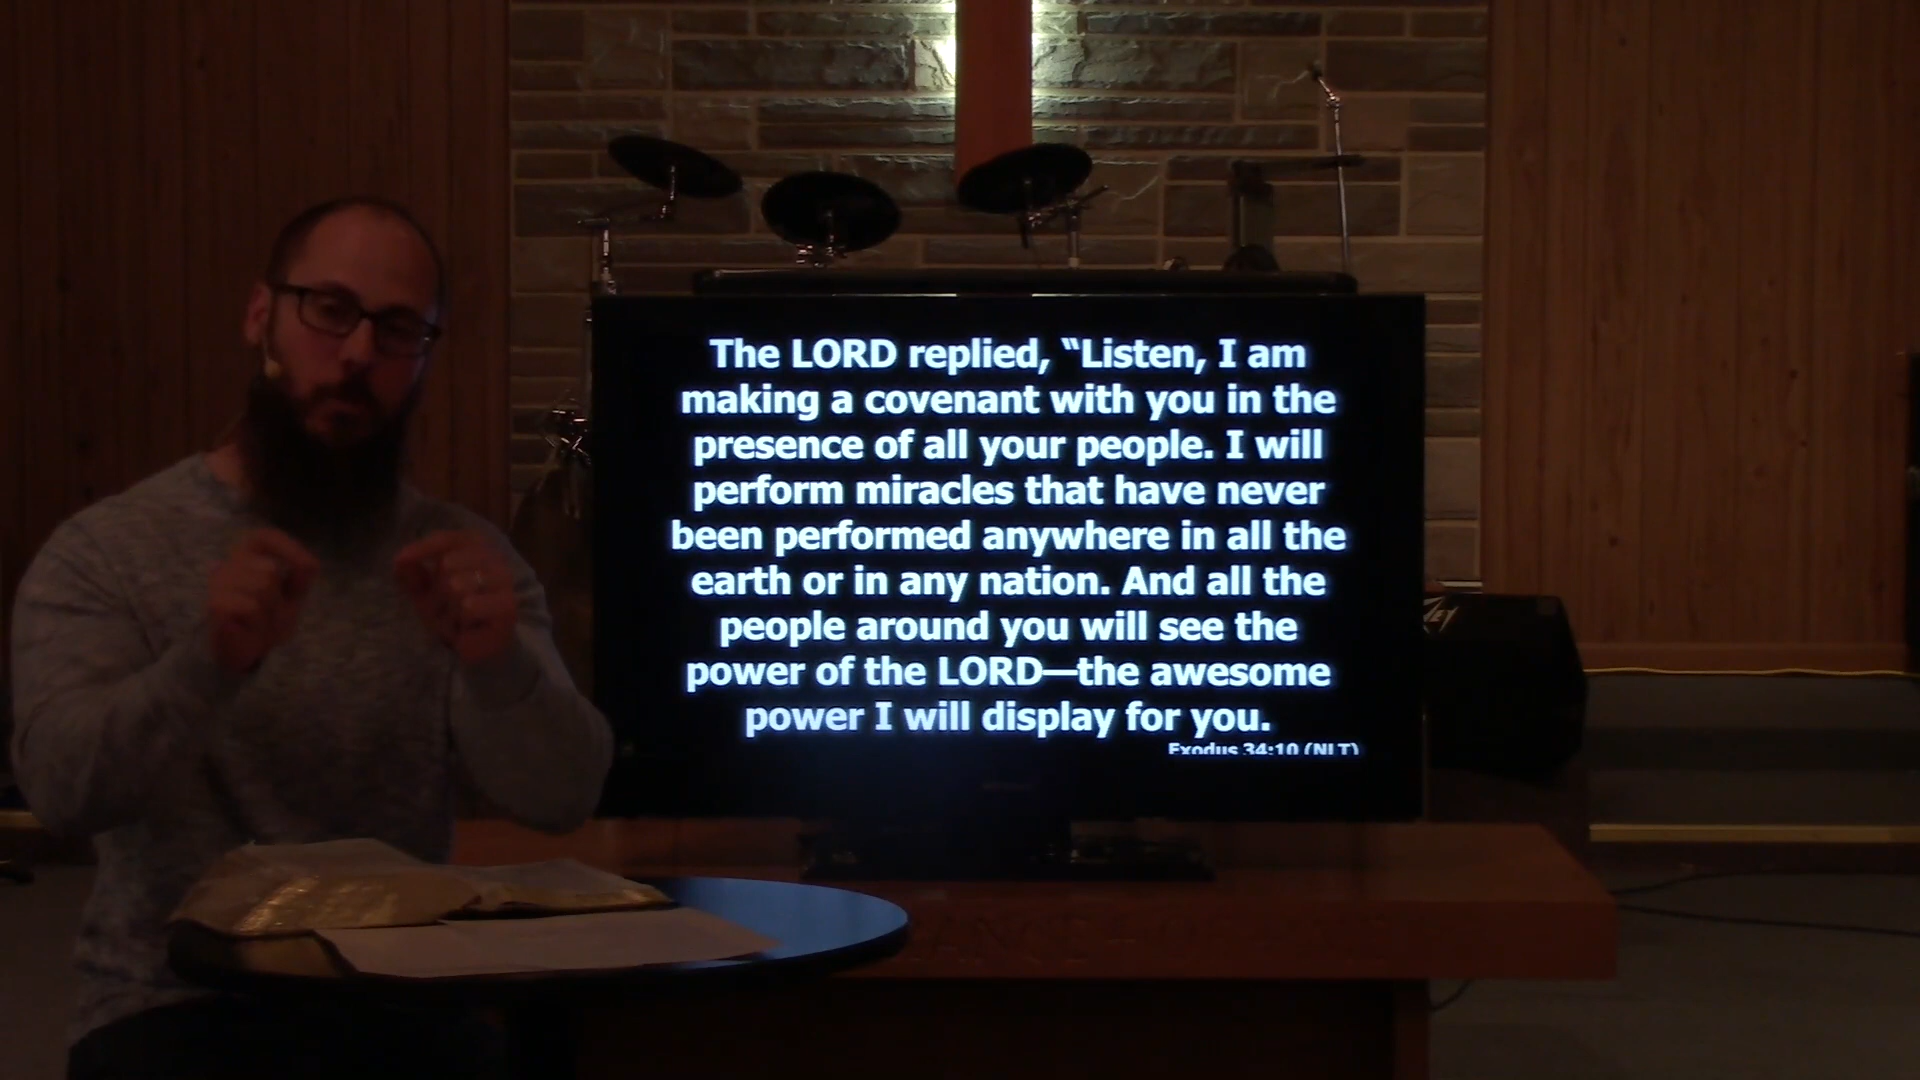 The LORD replied, “Listen, I am
making a covenant with you in the
presence of all your people. I will
perform miracles that have never
been performed anywhere in all the
earth or in any nation. And all the
people around you will see the
power of the LORD—the awesome
power I will display for you.
Exodus 34:10 (NLT)